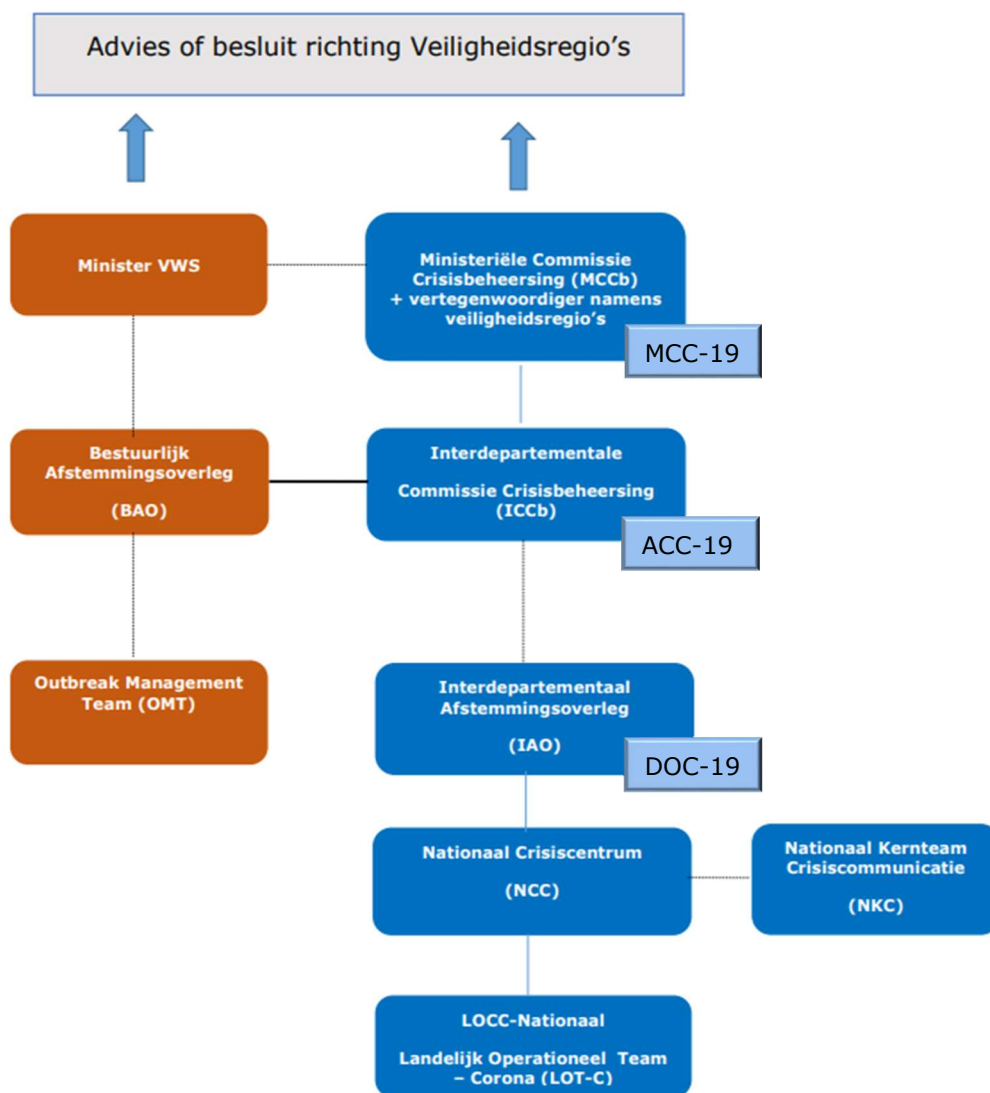 Advies of besluit richting Veiligheidsregio's
Minister VWS
Ministeriële Commissie
Crisisbeheersing (MCCb)
+ vertegenwoordiger namens
veiligheidsregio's
MCC-19
Bestuurlijk
Afstemmingsoverleg
(BAO)
Interdepartementale
Commissie Crisisbeheersing
(ICCb)
ACC-19
Outbreak Management
Team (OMT)
Interdepartementaal
Afstemmingsoverleg
(IAO)
DOC-19
Nationaal Crisiscentrum
(NCC)
Nationaal Kernteam
Crisiscommunicatie
(NKC)
LOCC-Nationaal
Landelijk Operationeel Team
– Corona (LOT-C)